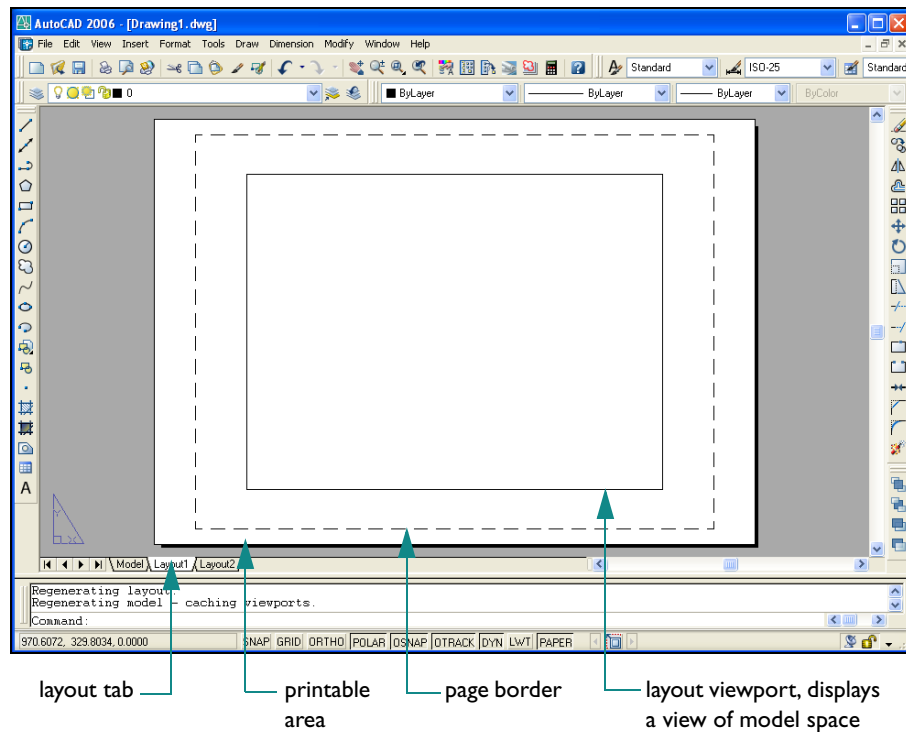 AutoCAD 2006 - [Drawing1.dwg]
File Edit View Insert Format Tools Draw Dimension Modify Window Help
Standard ISO-25 Standard
0 ByLayer ByLayer ByLayer ByColor
A
Y
X
Model Layout1 Layout2
Regenerating layout.
Regenerating model - caching viewports.
Command:
970.6072, 329.8034, 0.0000 SNAP GRID ORTHO POLAR OSNAP OTRACK DYN LWT PAPER
layout tab
printable
area
page border
layout viewport, displays
a view of model space